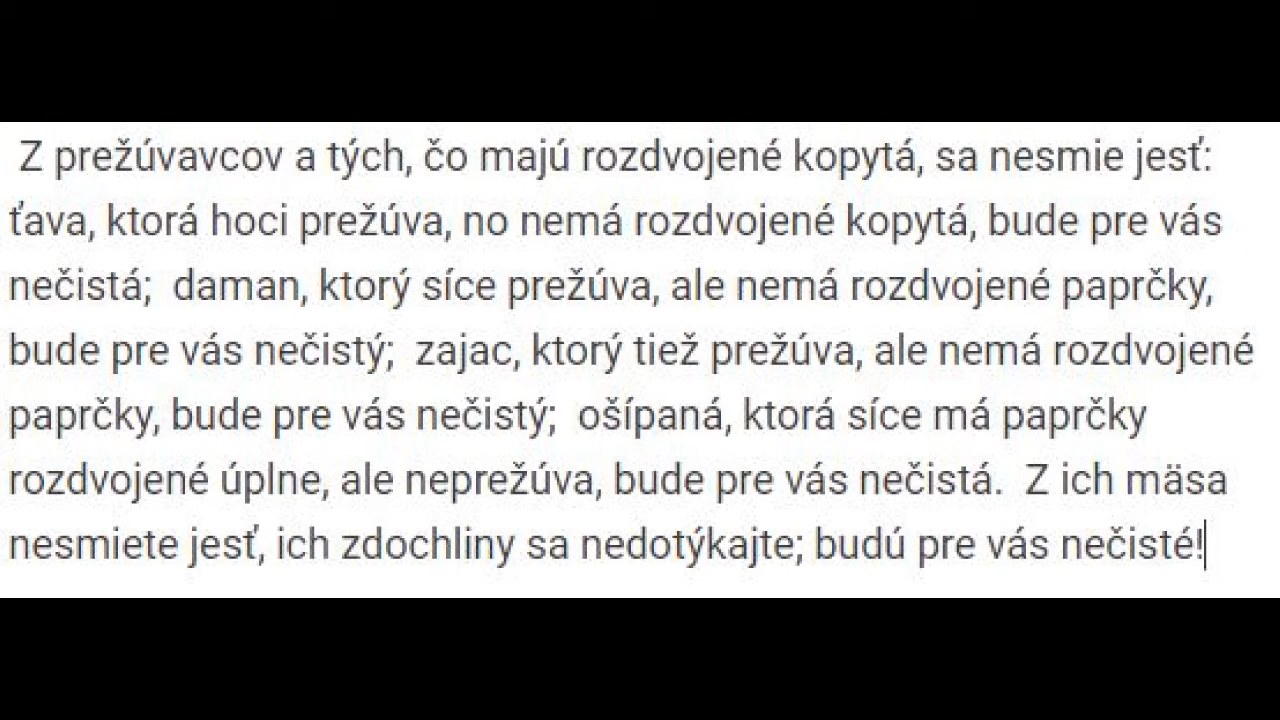 Z prežúvavcov a tých, čo majú rozdvojené kopytá, sa nesmie jesť:
ťava, ktorá hoci prežúva, no nemá rozdvojené kopytá, bude pre vás
nečistá;  daman, ktorý síce prežúva, ale nemá rozdvojené paprčky,
bude pre vás nečistý;  zajac, ktorý tiež prežúva, ale nemá rozdvojené
paprčky, bude pre vás nečistý;  ošípaná, ktorá síce má paprčky
rozdvojené úplne, ale neprežúva, bude pre vás nečistá.  Z ich mäsa
nesmiete jesť, ich zdochliny sa nedotýkajte; budú pre vás nečisté!